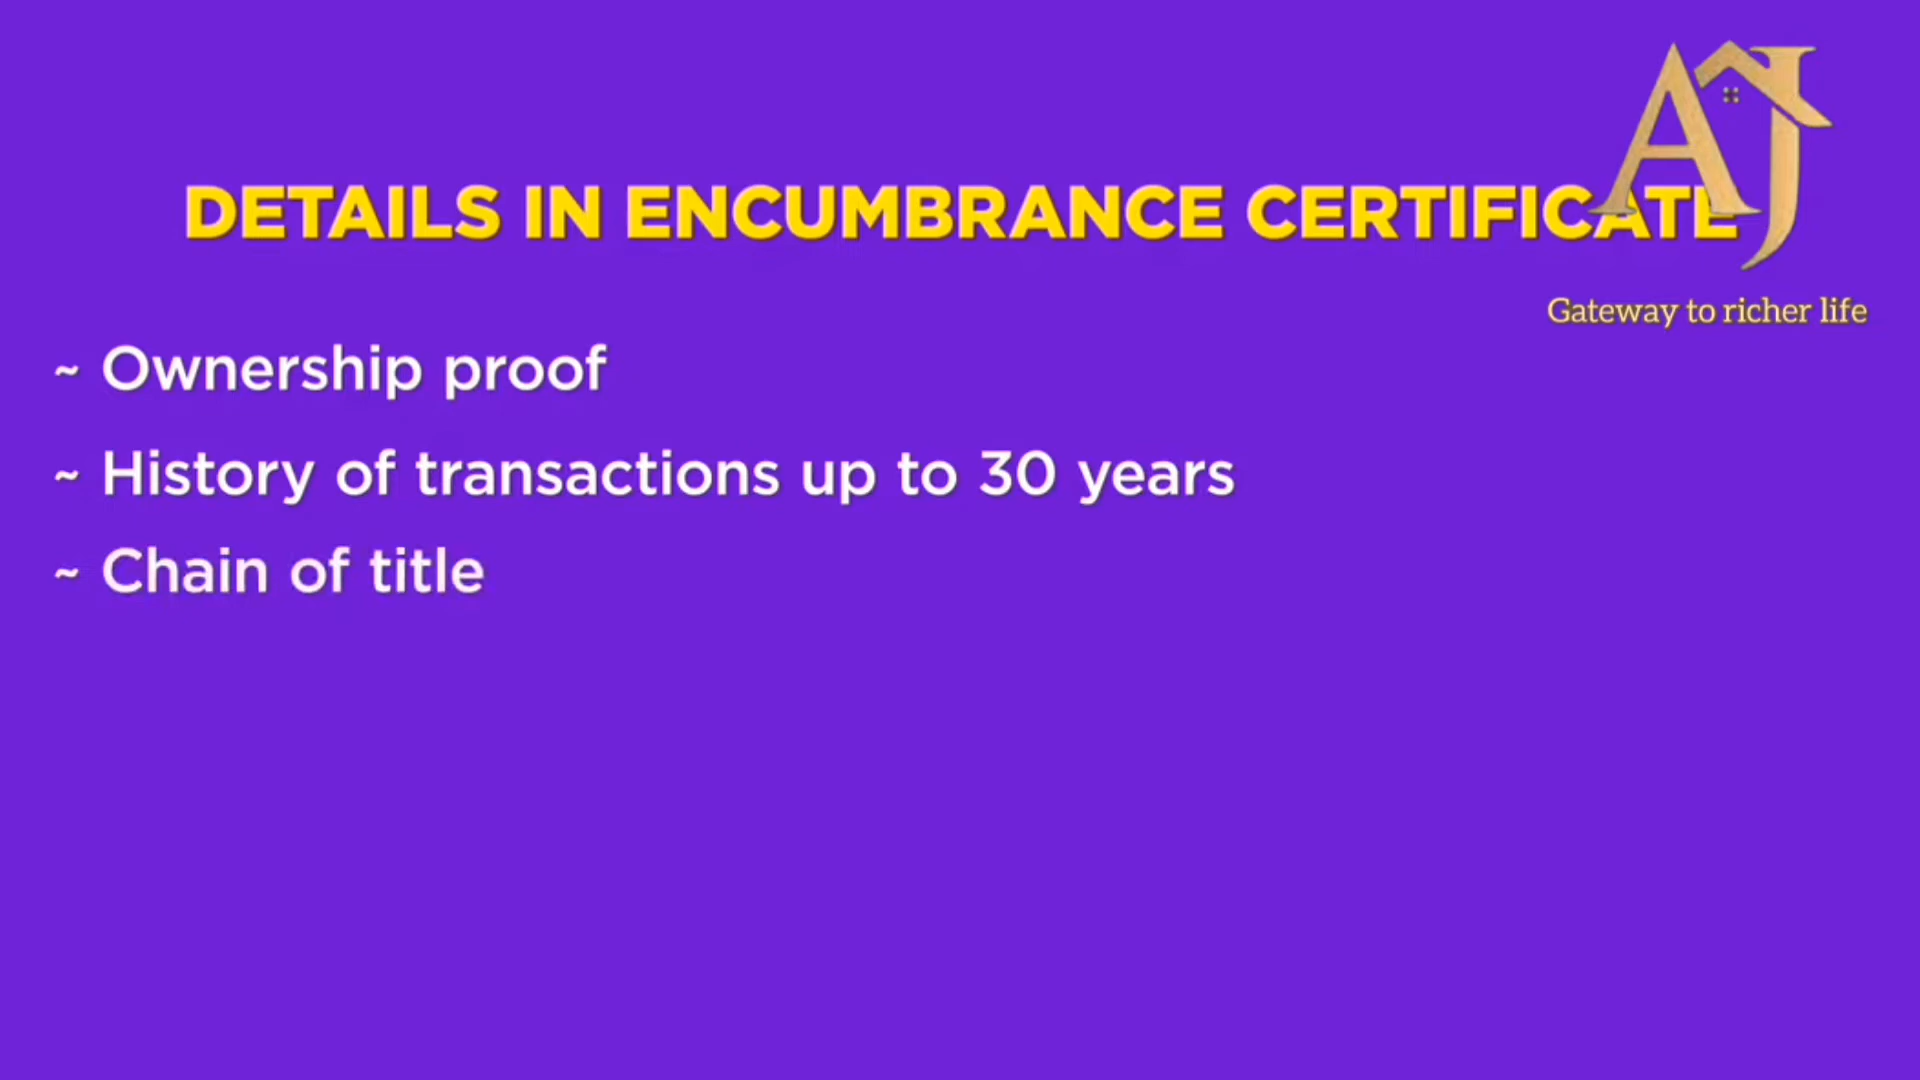 AJ
DETAILS IN ENCUMBRANCE CERTIFICATE
Gateway to richer life
~ Ownership proof
~ History of transactions up to 30 years
~ Chain of title